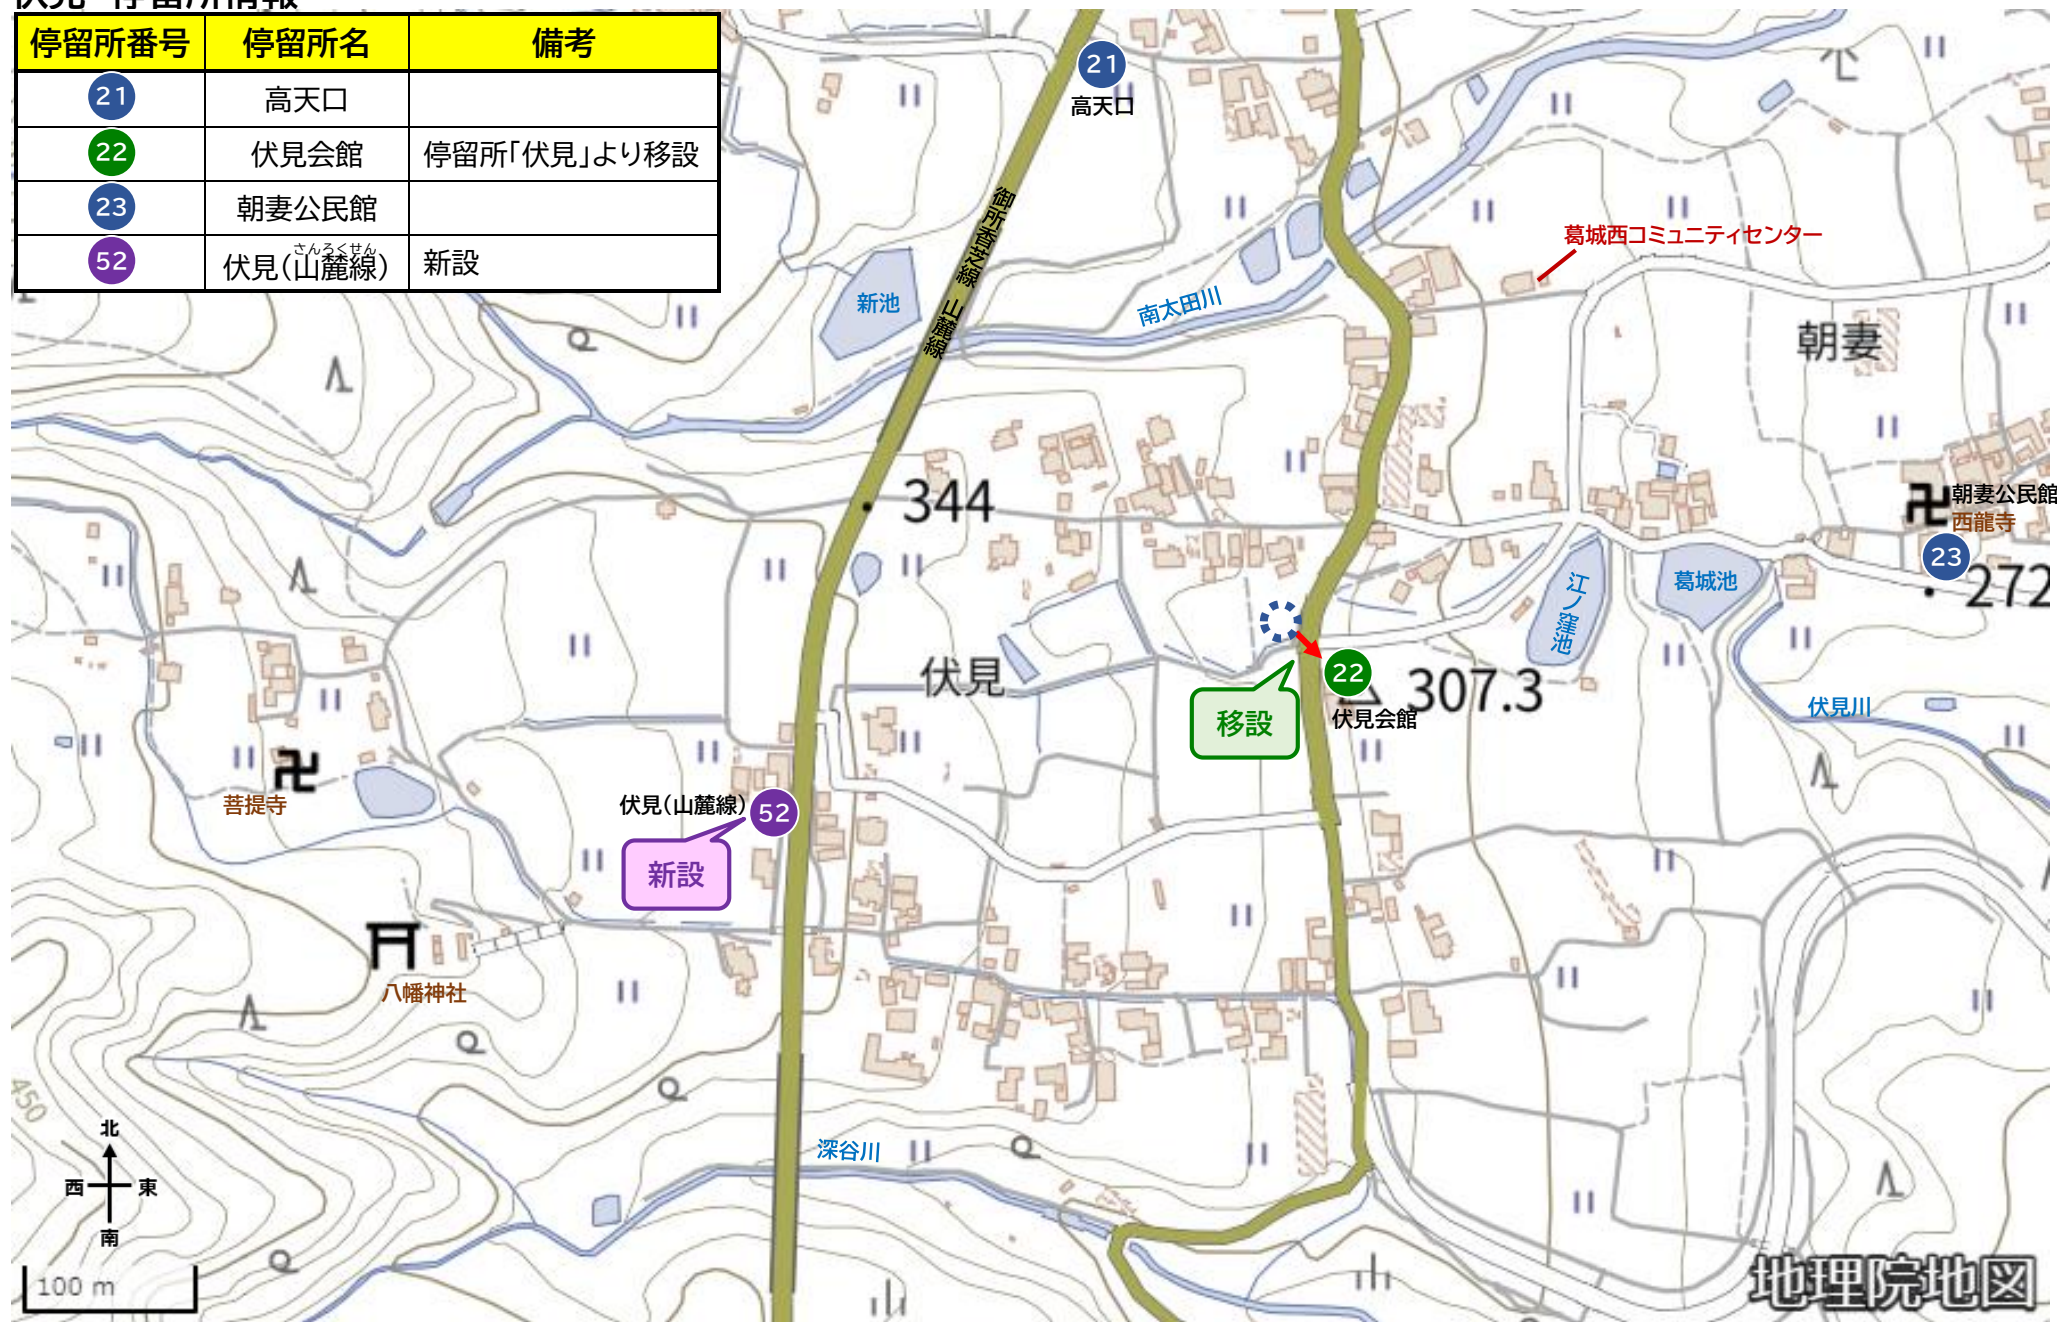 伏見 停留所情報
停留所番号 停留所名 備考
21 高天口
22 伏見会館 停留所「伏見」より移設
23 朝妻公民館
さんろくせん
52 伏見（山麓線） 新設
21
高天口
御所香芝線 山麓線
葛城西コミュニティセンター
新池
南太田川
朝妻
344
朝妻公民館
西龍寺
23
272
江ノ窪池
葛城池
伏見
22
307.3
伏見会館
移設
伏見川
伏見（山麓線）
52
新設
菩提寺
八幡神社
深谷川
450
北
西 東
南
100 m
地理院地図